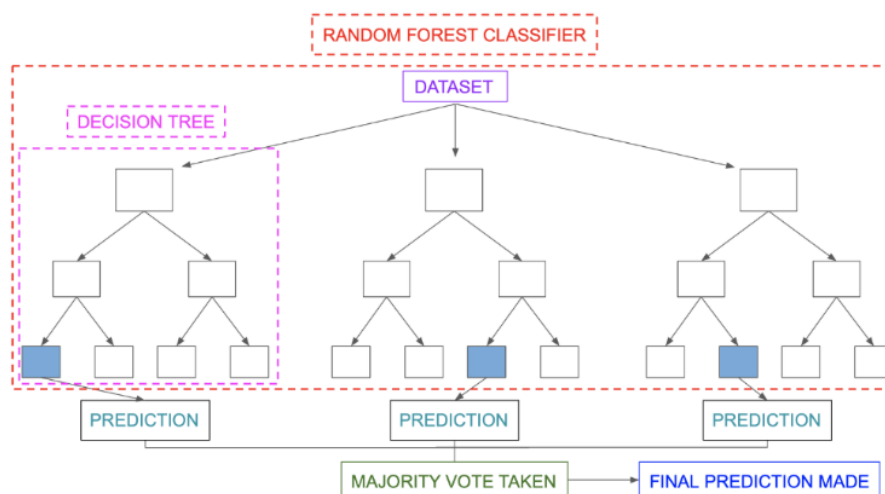 RANDOM FOREST CLASSIFIER
DATASET
DECISION TREE
PREDICTION
PREDICTION
PREDICTION
MAJORITY VOTE TAKEN
FINAL PREDICTION MADE